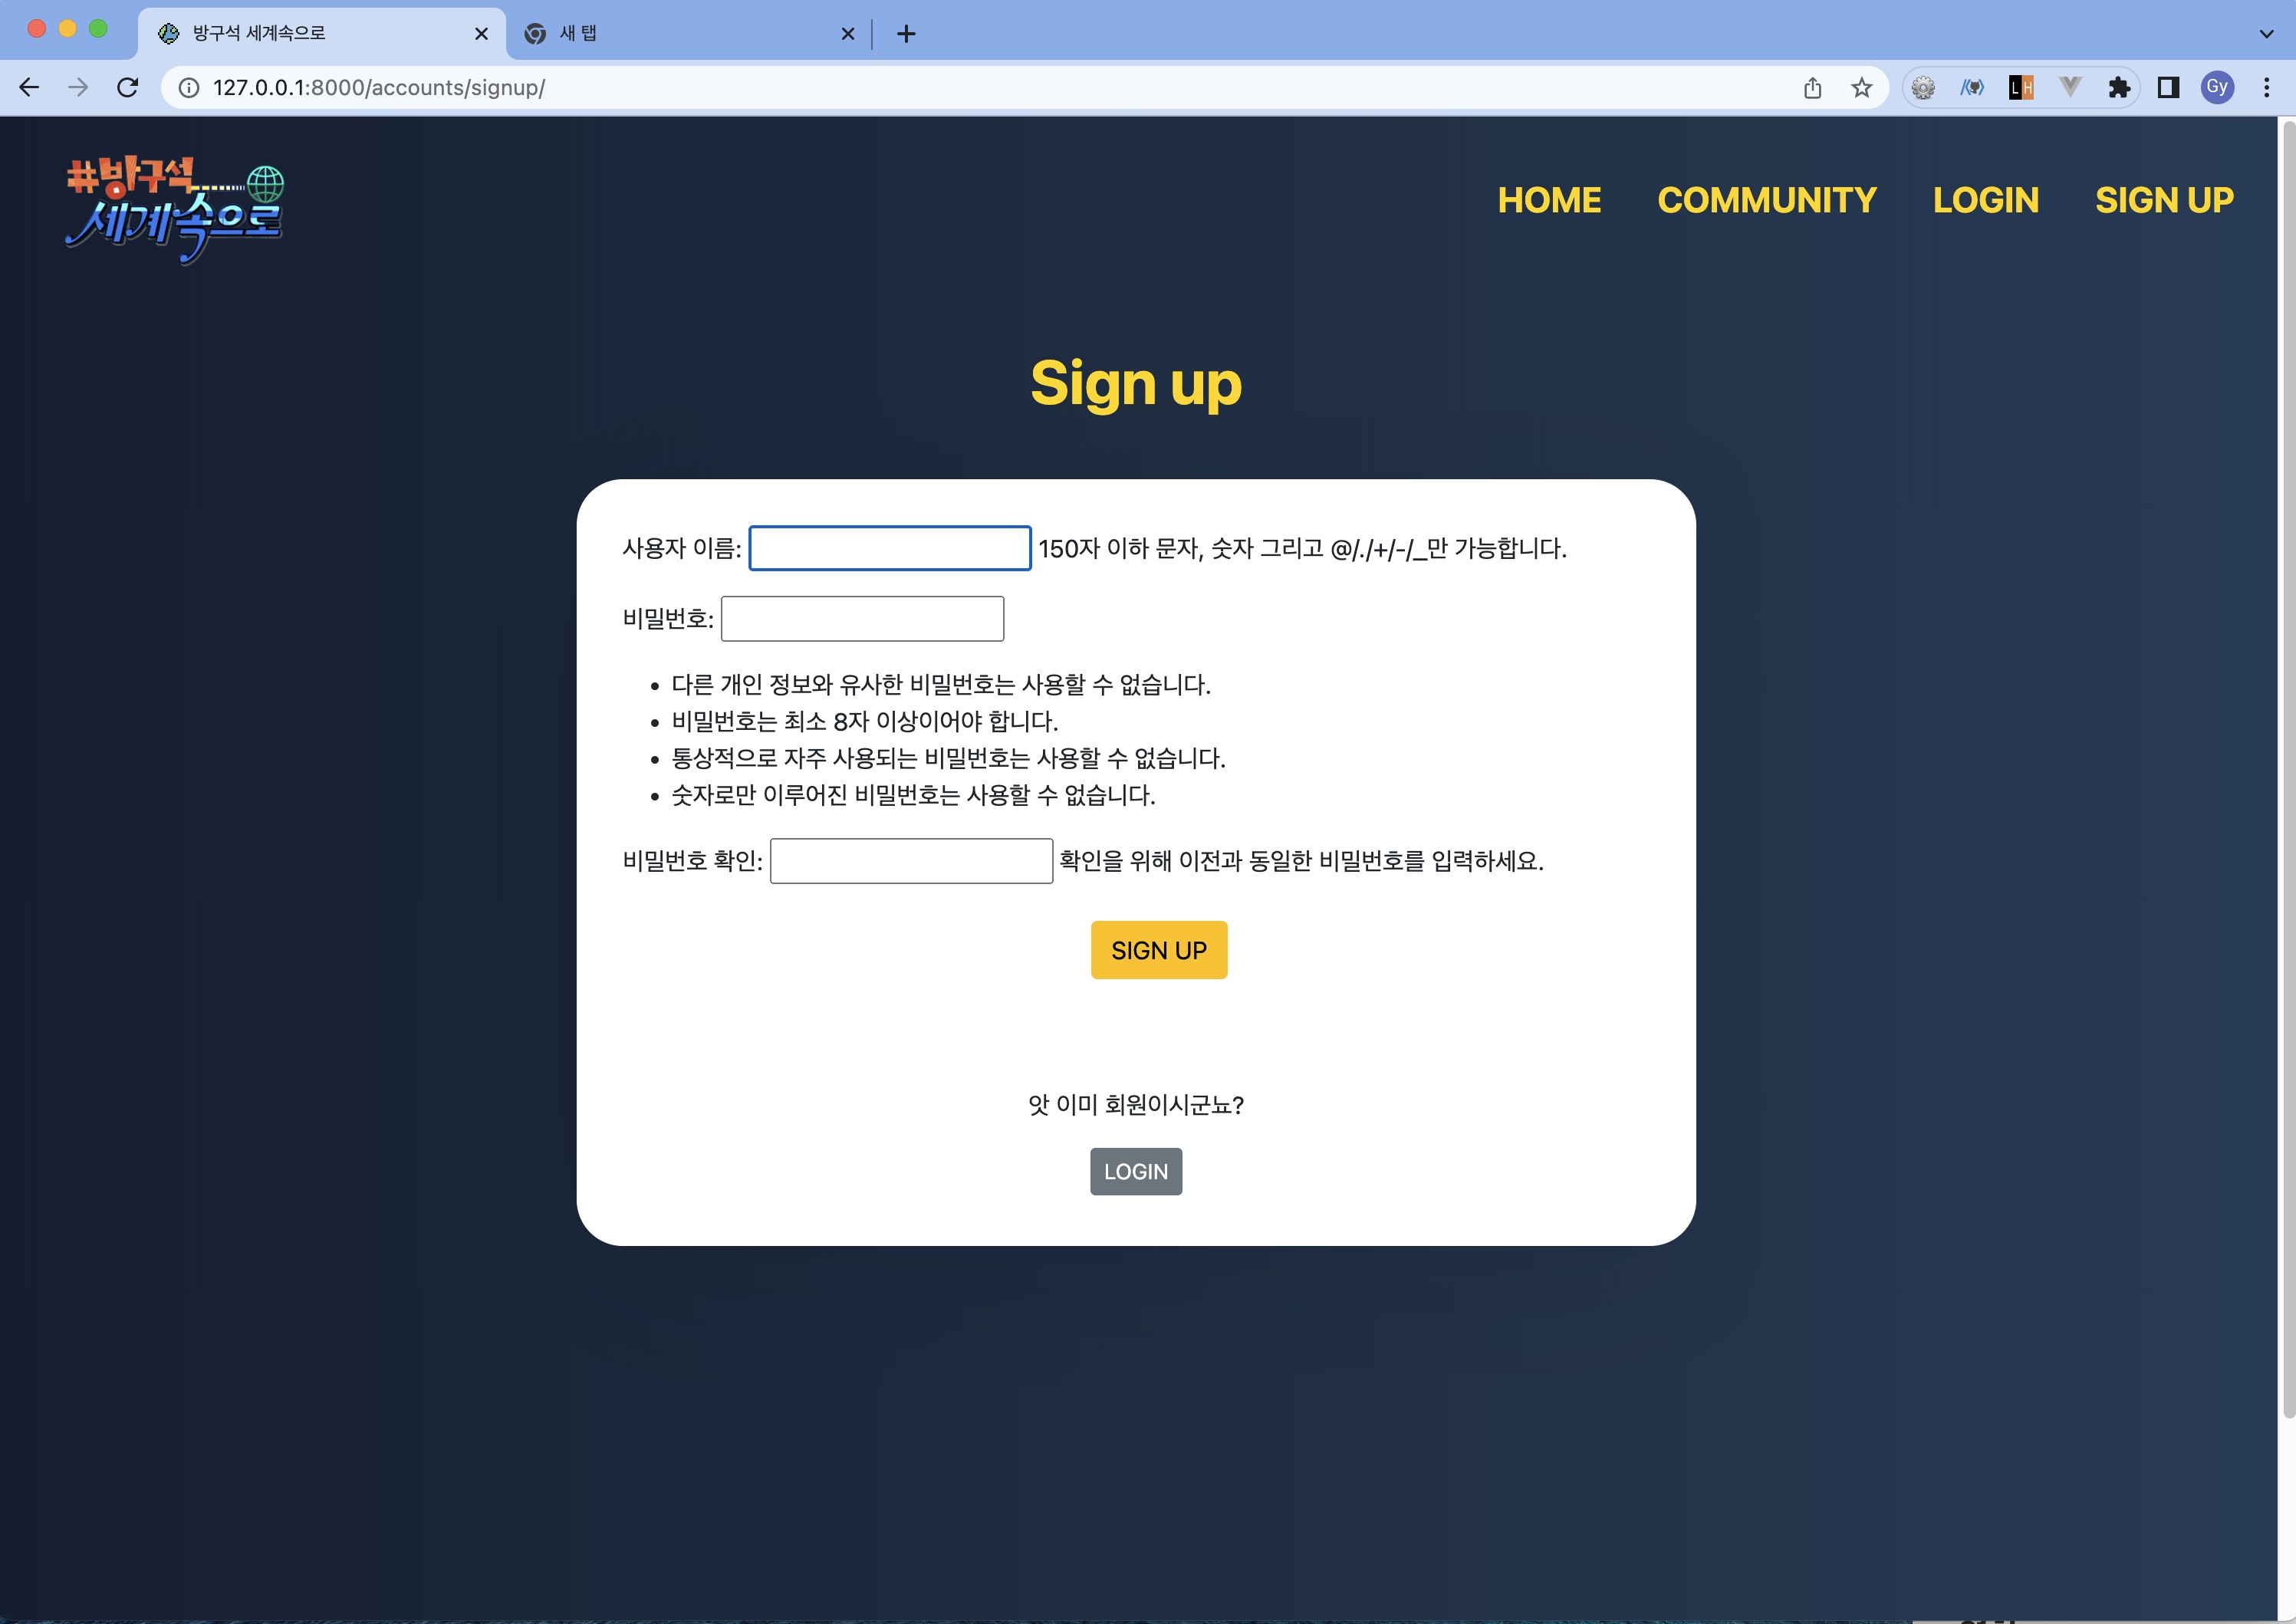 방구석 세계속으로
새 탭
127.0.0.1:8000/accounts/signup/
LH
Gy
#방구석
세계속으로
HOME COMMUNITY LOGIN SIGN UP
Sign up
사용자 이름: 150자 이하 문자, 숫자 그리고 @/./+/-/_만 가능합니다.
비밀번호:
• 다른 개인 정보와 유사한 비밀번호는 사용할 수 없습니다.
• 비밀번호는 최소 8자 이상이어야 합니다.
• 통상적으로 자주 사용되는 비밀번호는 사용할 수 없습니다.
• 숫자로만 이루어진 비밀번호는 사용할 수 없습니다.
비밀번호 확인: 확인을 위해 이전과 동일한 비밀번호를 입력하세요.
SIGN UP
앗 이미 회원이시군뇨?
LOGIN